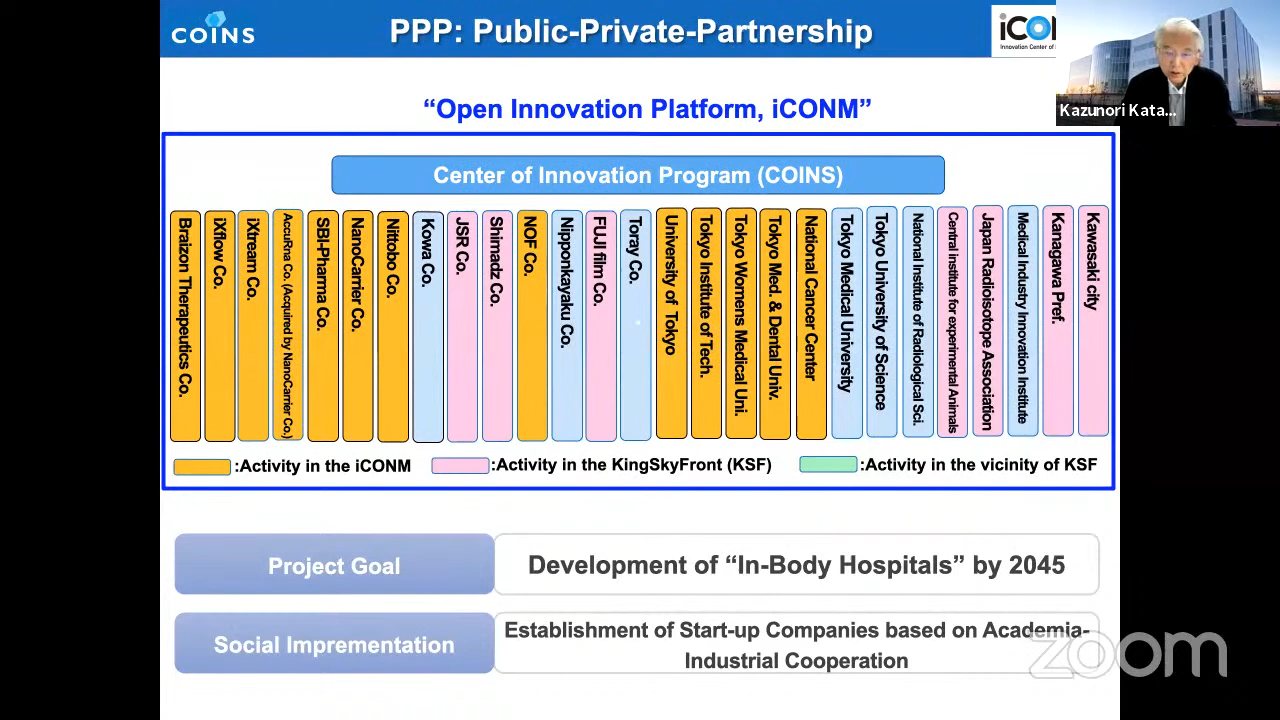 COINS
PPP: Public-Private-Partnership
iCO
Innovation Center of
Kazunori Kata...
“Open Innovation Platform, iCONM”
Center of Innovation Program (COINS)
Braizon Therapeutics Co.
iXflow Co.
iXtream Co.
AccuRna Co. (Acquired by NanoCarrier Co.)
SBI-Pharma Co.
NanoCarrier Co.
Nittobo Co.
Kowa Co.
JSR Co.
Shimadz Co.
NOF Co.
Nipponkayaku Co.
FUJI film Co.
Toray Co.
University of Tokyo
Tokyo Institute of Tech.
Tokyo Womens Medical Uni.
Tokyo Med. & Dental Univ.
National Cancer Center
Tokyo Medical University
Tokyo University of Science
National Institute of Radiological Sci.
Central institute for experimental Animals
Japan Radioisotope Association
Medical Industry Innovation Institute
Kanagawa Pref.
Kawasaki city
:Activity in the iCONM
:Activity in the KingSkyFront (KSF)
:Activity in the vicinity of KSF
Project Goal
Development of “In-Body Hospitals” by 2045
Social Imprementation
Establishment of Start-up Companies based on Academia-
Industrial Cooperation
zoom